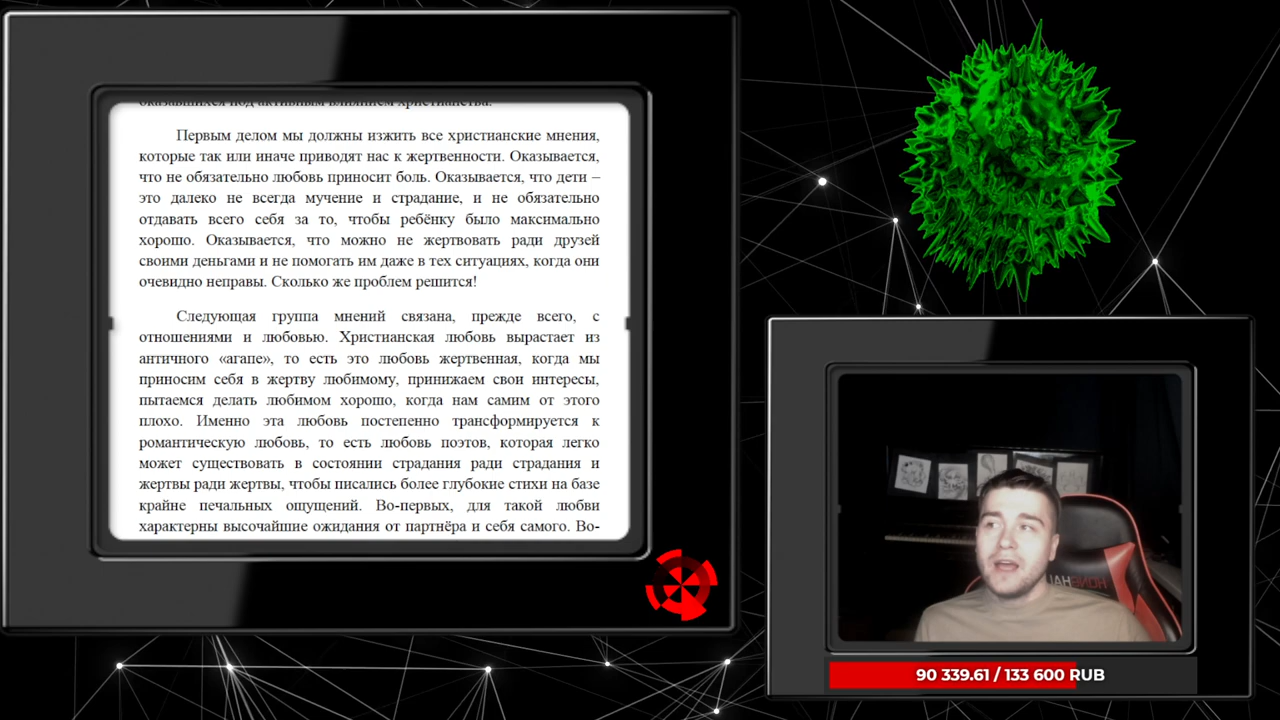 оказавшихся под активным влиянием христианства.
Первым делом мы должны изжить все христианские мнения,
которые так или иначе приводят нас к жертвенности. Оказывается,
что не обязательно любовь приносит боль. Оказывается, что дети –
это далеко не всегда мучение и страдание, и не обязательно
отдавать всего себя за то, чтобы ребёнку было максимально
хорошо. Оказывается, что можно не жертвовать ради друзей
своими деньгами и не помогать им даже в тех ситуациях, когда они
очевидно неправы. Сколько же проблем решится!
Следующая группа мнений связана, прежде всего, с
отношениями и любовью. Христианская любовь вырастает из
античного «агапе», то есть это любовь жертвенная, когда мы
приносим себя в жертву любимому, принижаем свои интересы,
пытаемся делать любимом хорошо, когда нам самим от этого
плохо. Именно эта любовь постепенно трансформируется к
романтическую любовь, то есть любовь поэтов, которая легко
может существовать в состоянии страдания ради страдания и
жертвы ради жертвы, чтобы писались более глубокие стихи на базе
крайне печальных ощущений. Во-первых, для такой любви
характерны высочайшие ожидания от партнёра и себя самого. Во-
90 339.61 / 133 600 RUB